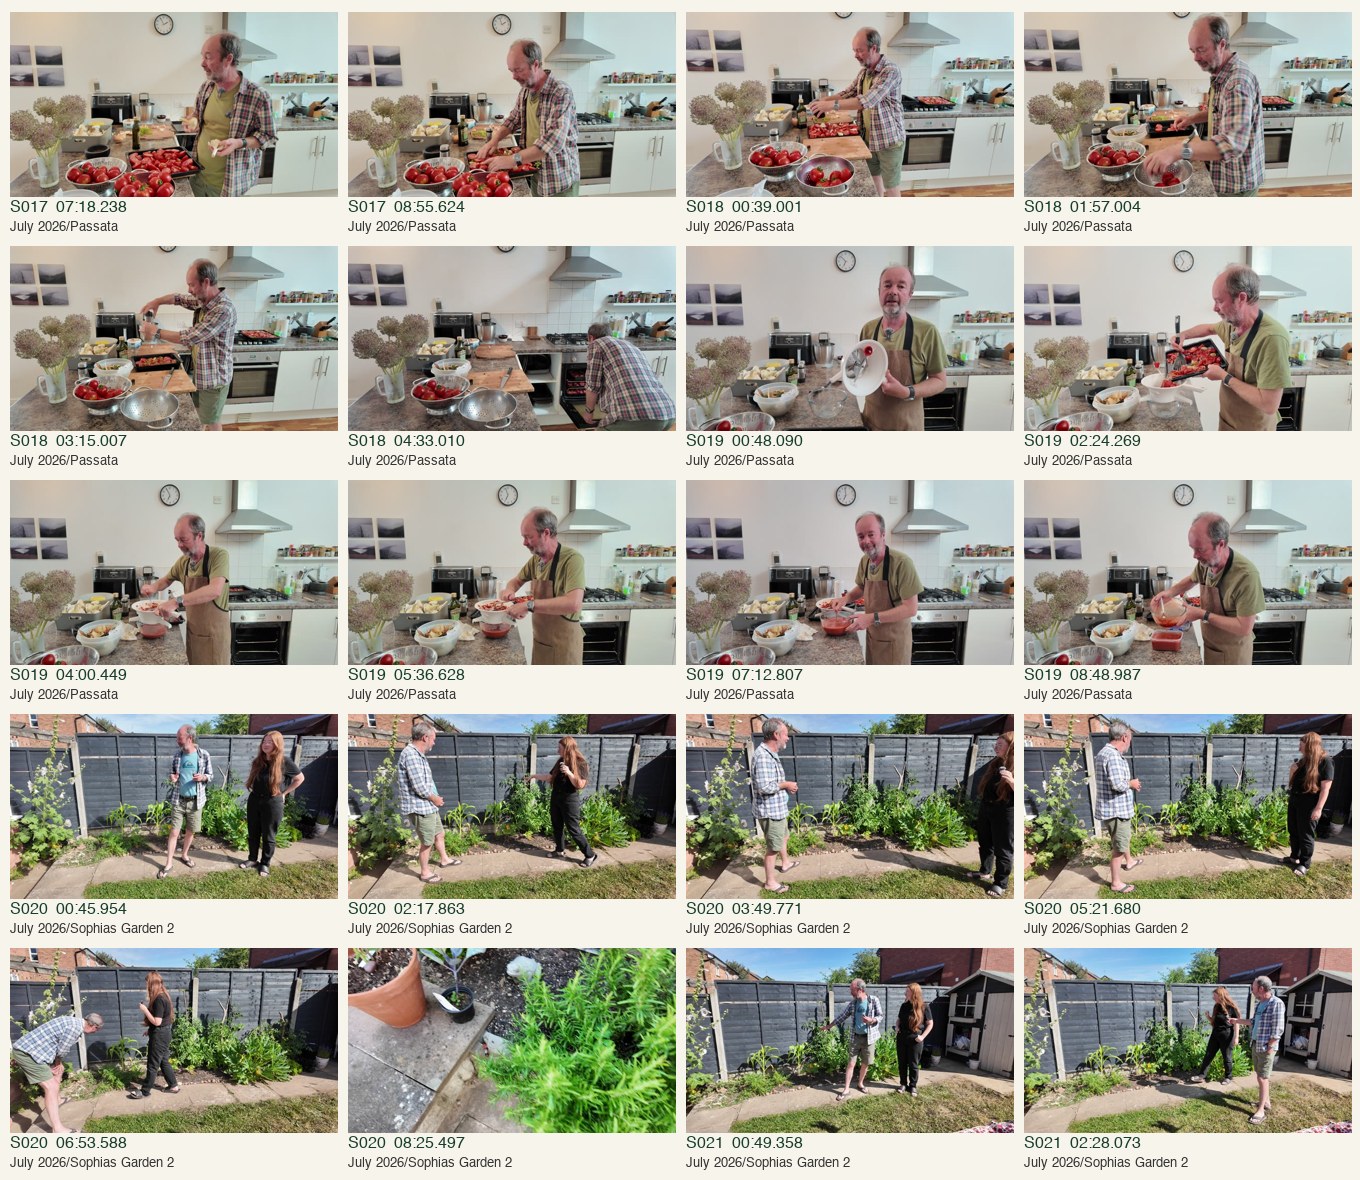 S017 07:18.238
July 2026/Passata
S017 08:55.624
July 2026/Passata
S018 00:39.001
July 2026/Passata
S018 01:57.004
July 2026/Passata
S018 03:15.007
July 2026/Passata
S018 04:33.010
July 2026/Passata
S019 00:48.090
July 2026/Passata
S019 02:24.269
July 2026/Passata
S019 04:00.449
July 2026/Passata
S019 05:36.628
July 2026/Passata
S019 07:12.807
July 2026/Passata
S019 08:48.987
July 2026/Passata
S020 00:45.954
July 2026/Sophias Garden 2
S020 02:17.863
July 2026/Sophias Garden 2
S020 03:49.771
July 2026/Sophias Garden 2
S020 05:21.680
July 2026/Sophias Garden 2
S020 06:53.588
July 2026/Sophias Garden 2
S020 08:25.497
July 2026/Sophias Garden 2
S021 00:49.358
July 2026/Sophias Garden 2
S021 02:28.073
July 2026/Sophias Garden 2